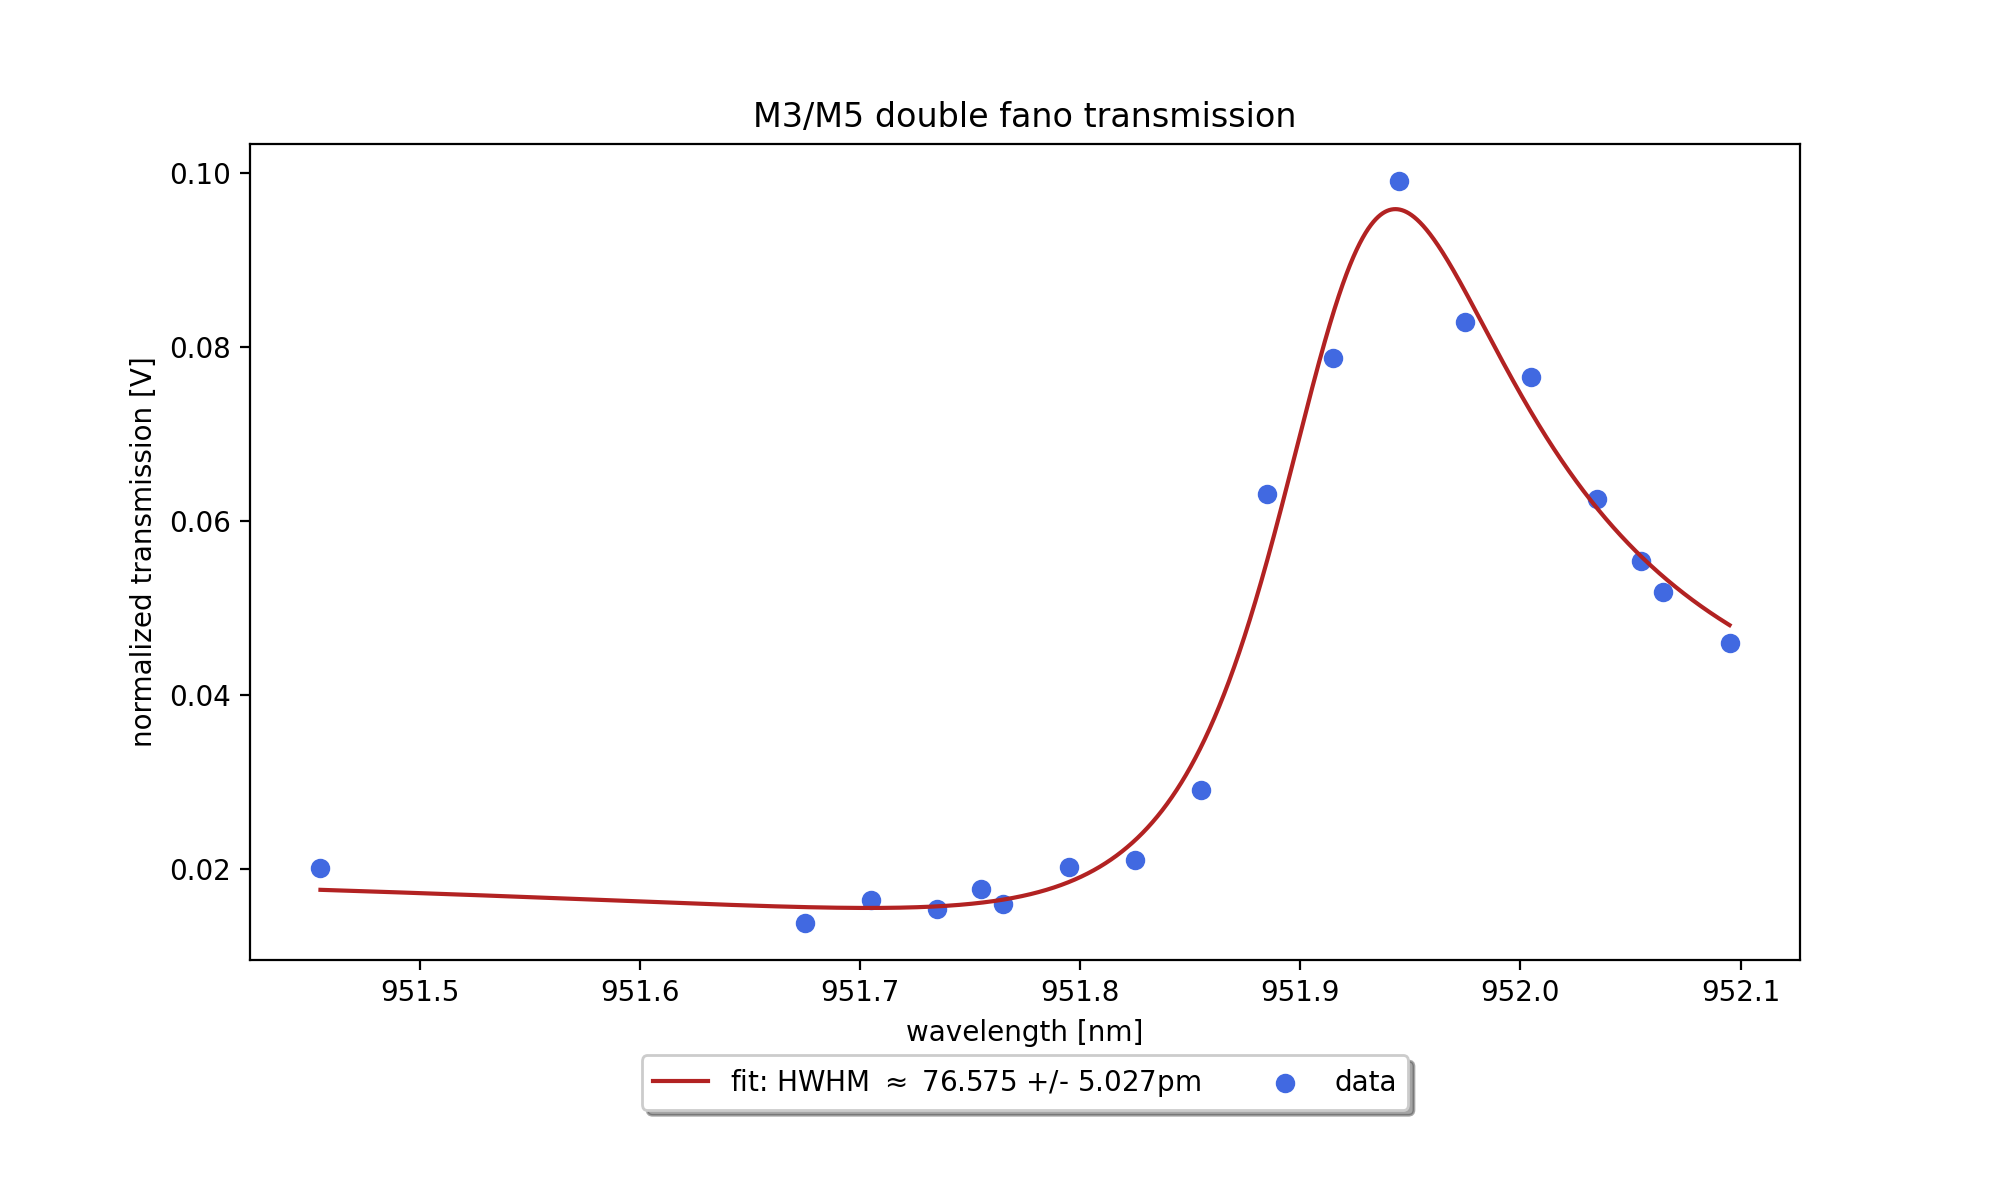 M3/M5 double fano transmission
normalized transmission [V]
0.10
0.08
0.06
0.04
0.02
951.5 951.6 951.7 951.8 951.9 952.0 952.1
wavelength [nm]
fit: HWHM ≈ 76.575 +/- 5.027pm data